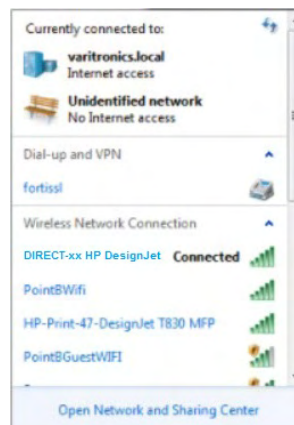 Currently connected to:
varitronics.local
Internet access
Unidentified network
No Internet access
Dial-up and VPN
fortissl
Wireless Network Connection
DIRECT-xx HP DesignJet Connected
PointBWifi
HP-Print-47-DesignJet T830 MFP
PointBGuestWIFI
Open Network and Sharing Center